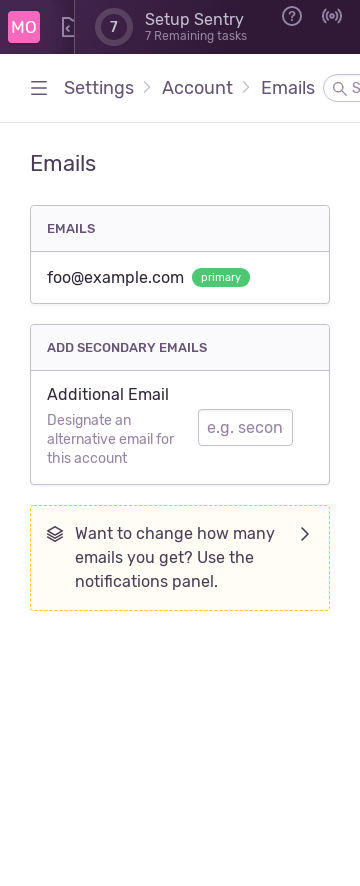 MO
7
Setup Sentry
7 Remaining tasks
Settings
Account
Emails
Emails
EMAILS
foo@example.com
primary
ADD SECONDARY EMAILS
Additional Email
Designate an
alternative email for
this account
e.g. secon
Want to change how many
emails you get? Use the
notifications panel.